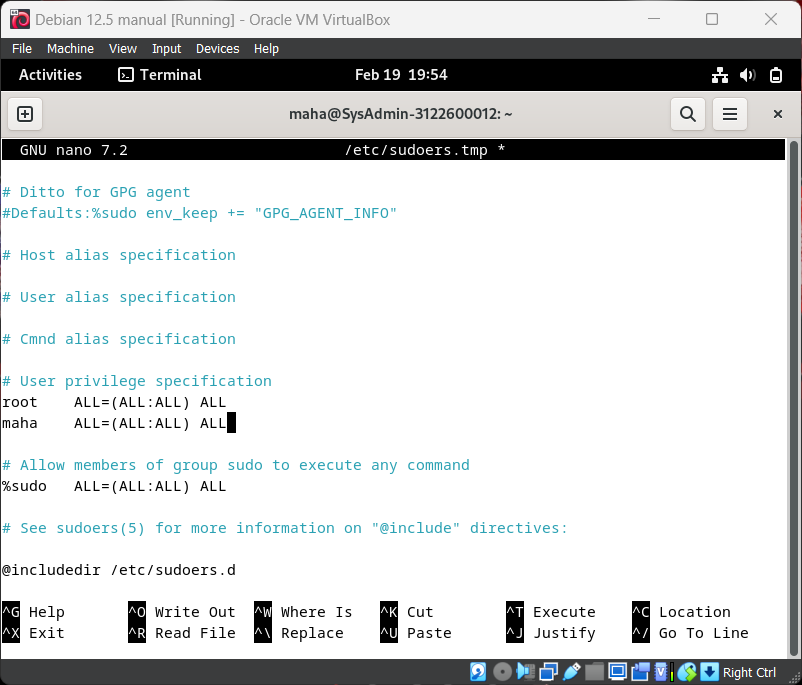 Debian 12.5 manual [Running] - Oracle VM VirtualBox
File Machine View Input Devices Help
Activities Terminal Feb 19 19:54
maha@SysAdmin-3122600012: ~
GNU nano 7.2 /etc/sudoers.tmp *
# Ditto for GPG agent
#Defaults:%sudo env_keep += "GPG_AGENT_INFO"
# Host alias specification
# User alias specification
# Cmnd alias specification
# User privilege specification
root ALL=(ALL:ALL) ALL
maha ALL=(ALL:ALL) ALL
# Allow members of group sudo to execute any command
%sudo ALL=(ALL:ALL) ALL
# See sudoers(5) for more information on "@include" directives:
@includedir /etc/sudoers.d
^G Help ^O Write Out ^W Where Is ^K Cut ^T Execute ^C Location
^X Exit ^R Read File ^\ Replace ^U Paste ^J Justify ^/ Go To Line
Right Ctrl